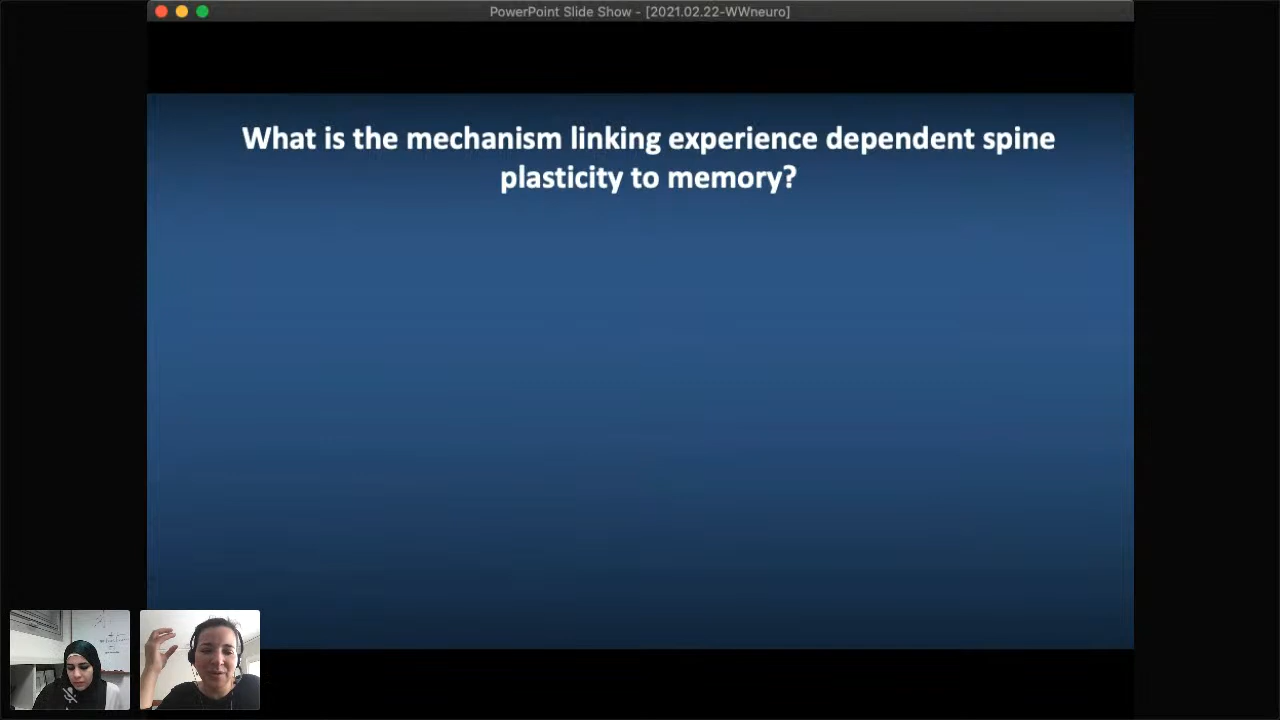 PowerPoint Slide Show - [2021.02.22-WWneuro]
What is the mechanism linking experience dependent spine
plasticity to memory?